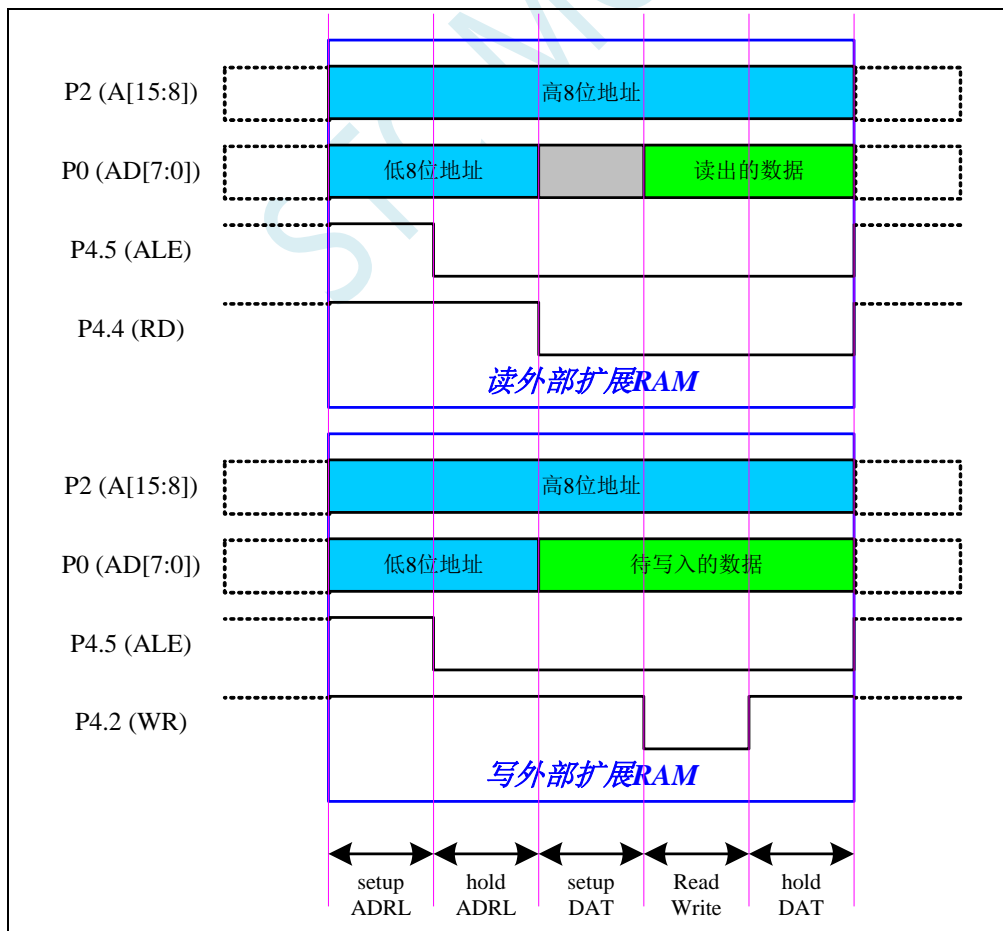 P2 (A[15:8])
高8位地址
P0 (AD[7:0])
低8位地址
读出的数据
P4.5 (ALE)
P4.4 (RD)
读外部扩展RAM
P2 (A[15:8])
高8位地址
P0 (AD[7:0])
低8位地址
待写入的数据
P4.5 (ALE)
P4.2 (WR)
写外部扩展RAM
setup
ADRL
hold
ADRL
setup
DAT
Read
Write
hold
DAT